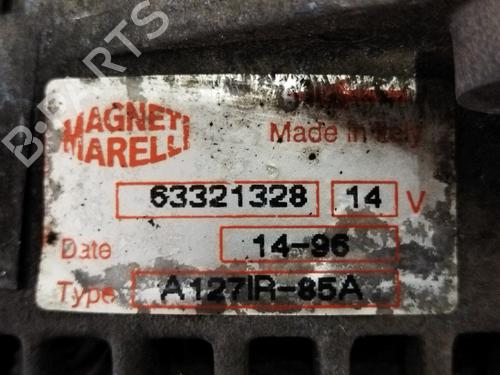 B-PARTS
MAGNETI
MARELLI
Made in Italy
63321328 14 V
Date 14-96
Type A127IR-85A